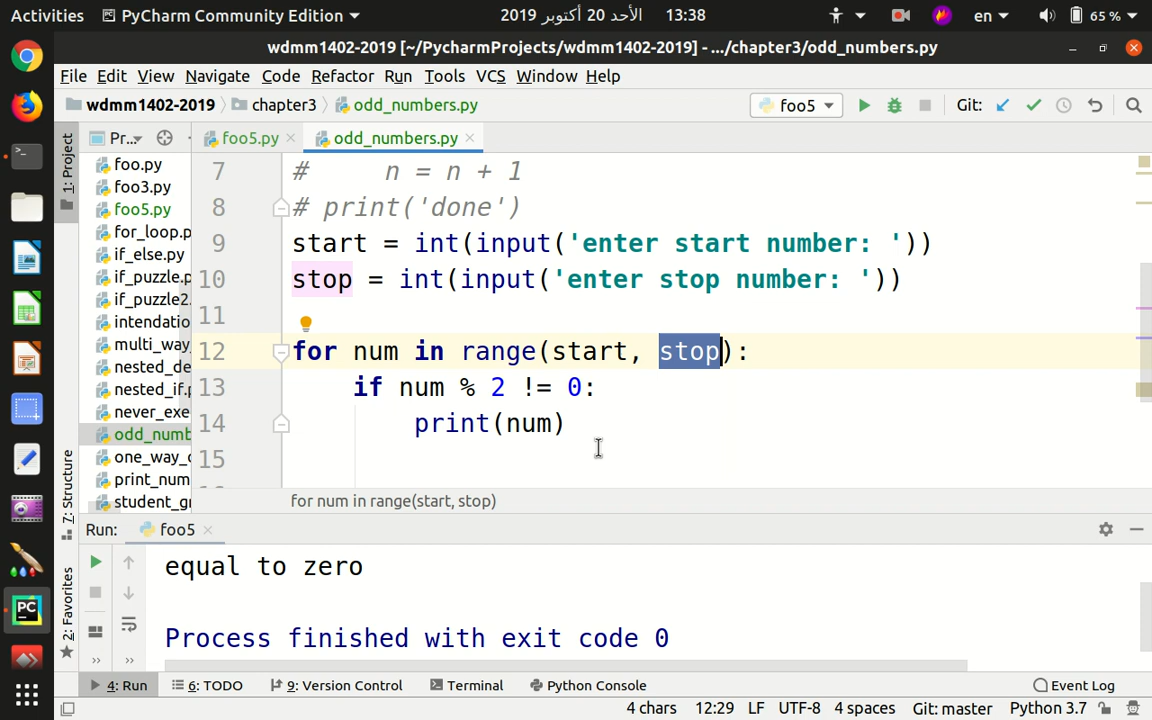 Activities PyCharm Community Edition 2019 الأحد 20 أكتوبر 13:38 en 65 %
wdmm1402-2019 [~/PycharmProjects/wdmm1402-2019] - .../chapter3/odd_numbers.py
File Edit View Navigate Code Refactor Run Tools VCS Window Help
wdmm1402-2019 chapter3 odd_numbers.py foo5 Git:
1: Project
Pr...
foo5.py odd_numbers.py
foo.py
foo3.py
foo5.py
for_loop.p
if_else.py
if_puzzle.p
if_puzzle2.
intendatio
multi_way
nested_de
nested_if.p
never_exe
odd_numb
one_way_c
print_num
student_gr
7 # n = n + 1
8 # print('done')
9 start = int(input('enter start number: '))
10 stop = int(input('enter stop number: '))
11
12 for num in range(start, stop):
13 if num % 2 != 0:
14 print(num)
15
for num in range(start, stop)
7: Structure
2: Favorites
Run: foo5
equal to zero
Process finished with exit code 0
4: Run 6: TODO 9: Version Control Terminal Python Console Event Log
4 chars 12:29 LF UTF-8 4 spaces Git: master Python 3.7